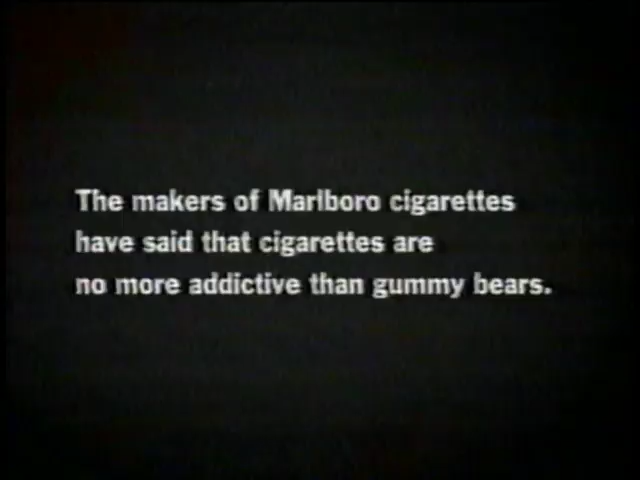 The makers of Marlboro cigarettes
have said that cigarettes are
no more addictive than gummy bears.